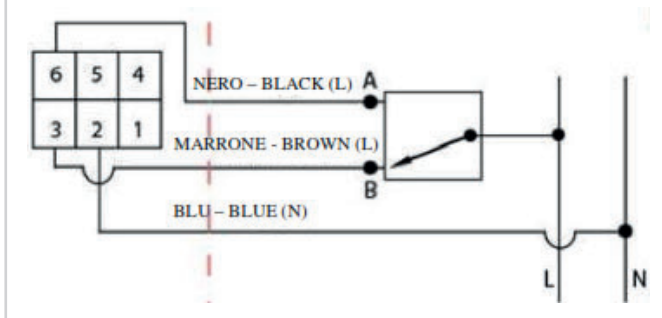 6 5 4
NERO – BLACK (L) A
3 2 1
MARRONE - BROWN (L)
B
BLU – BLUE (N)
L N